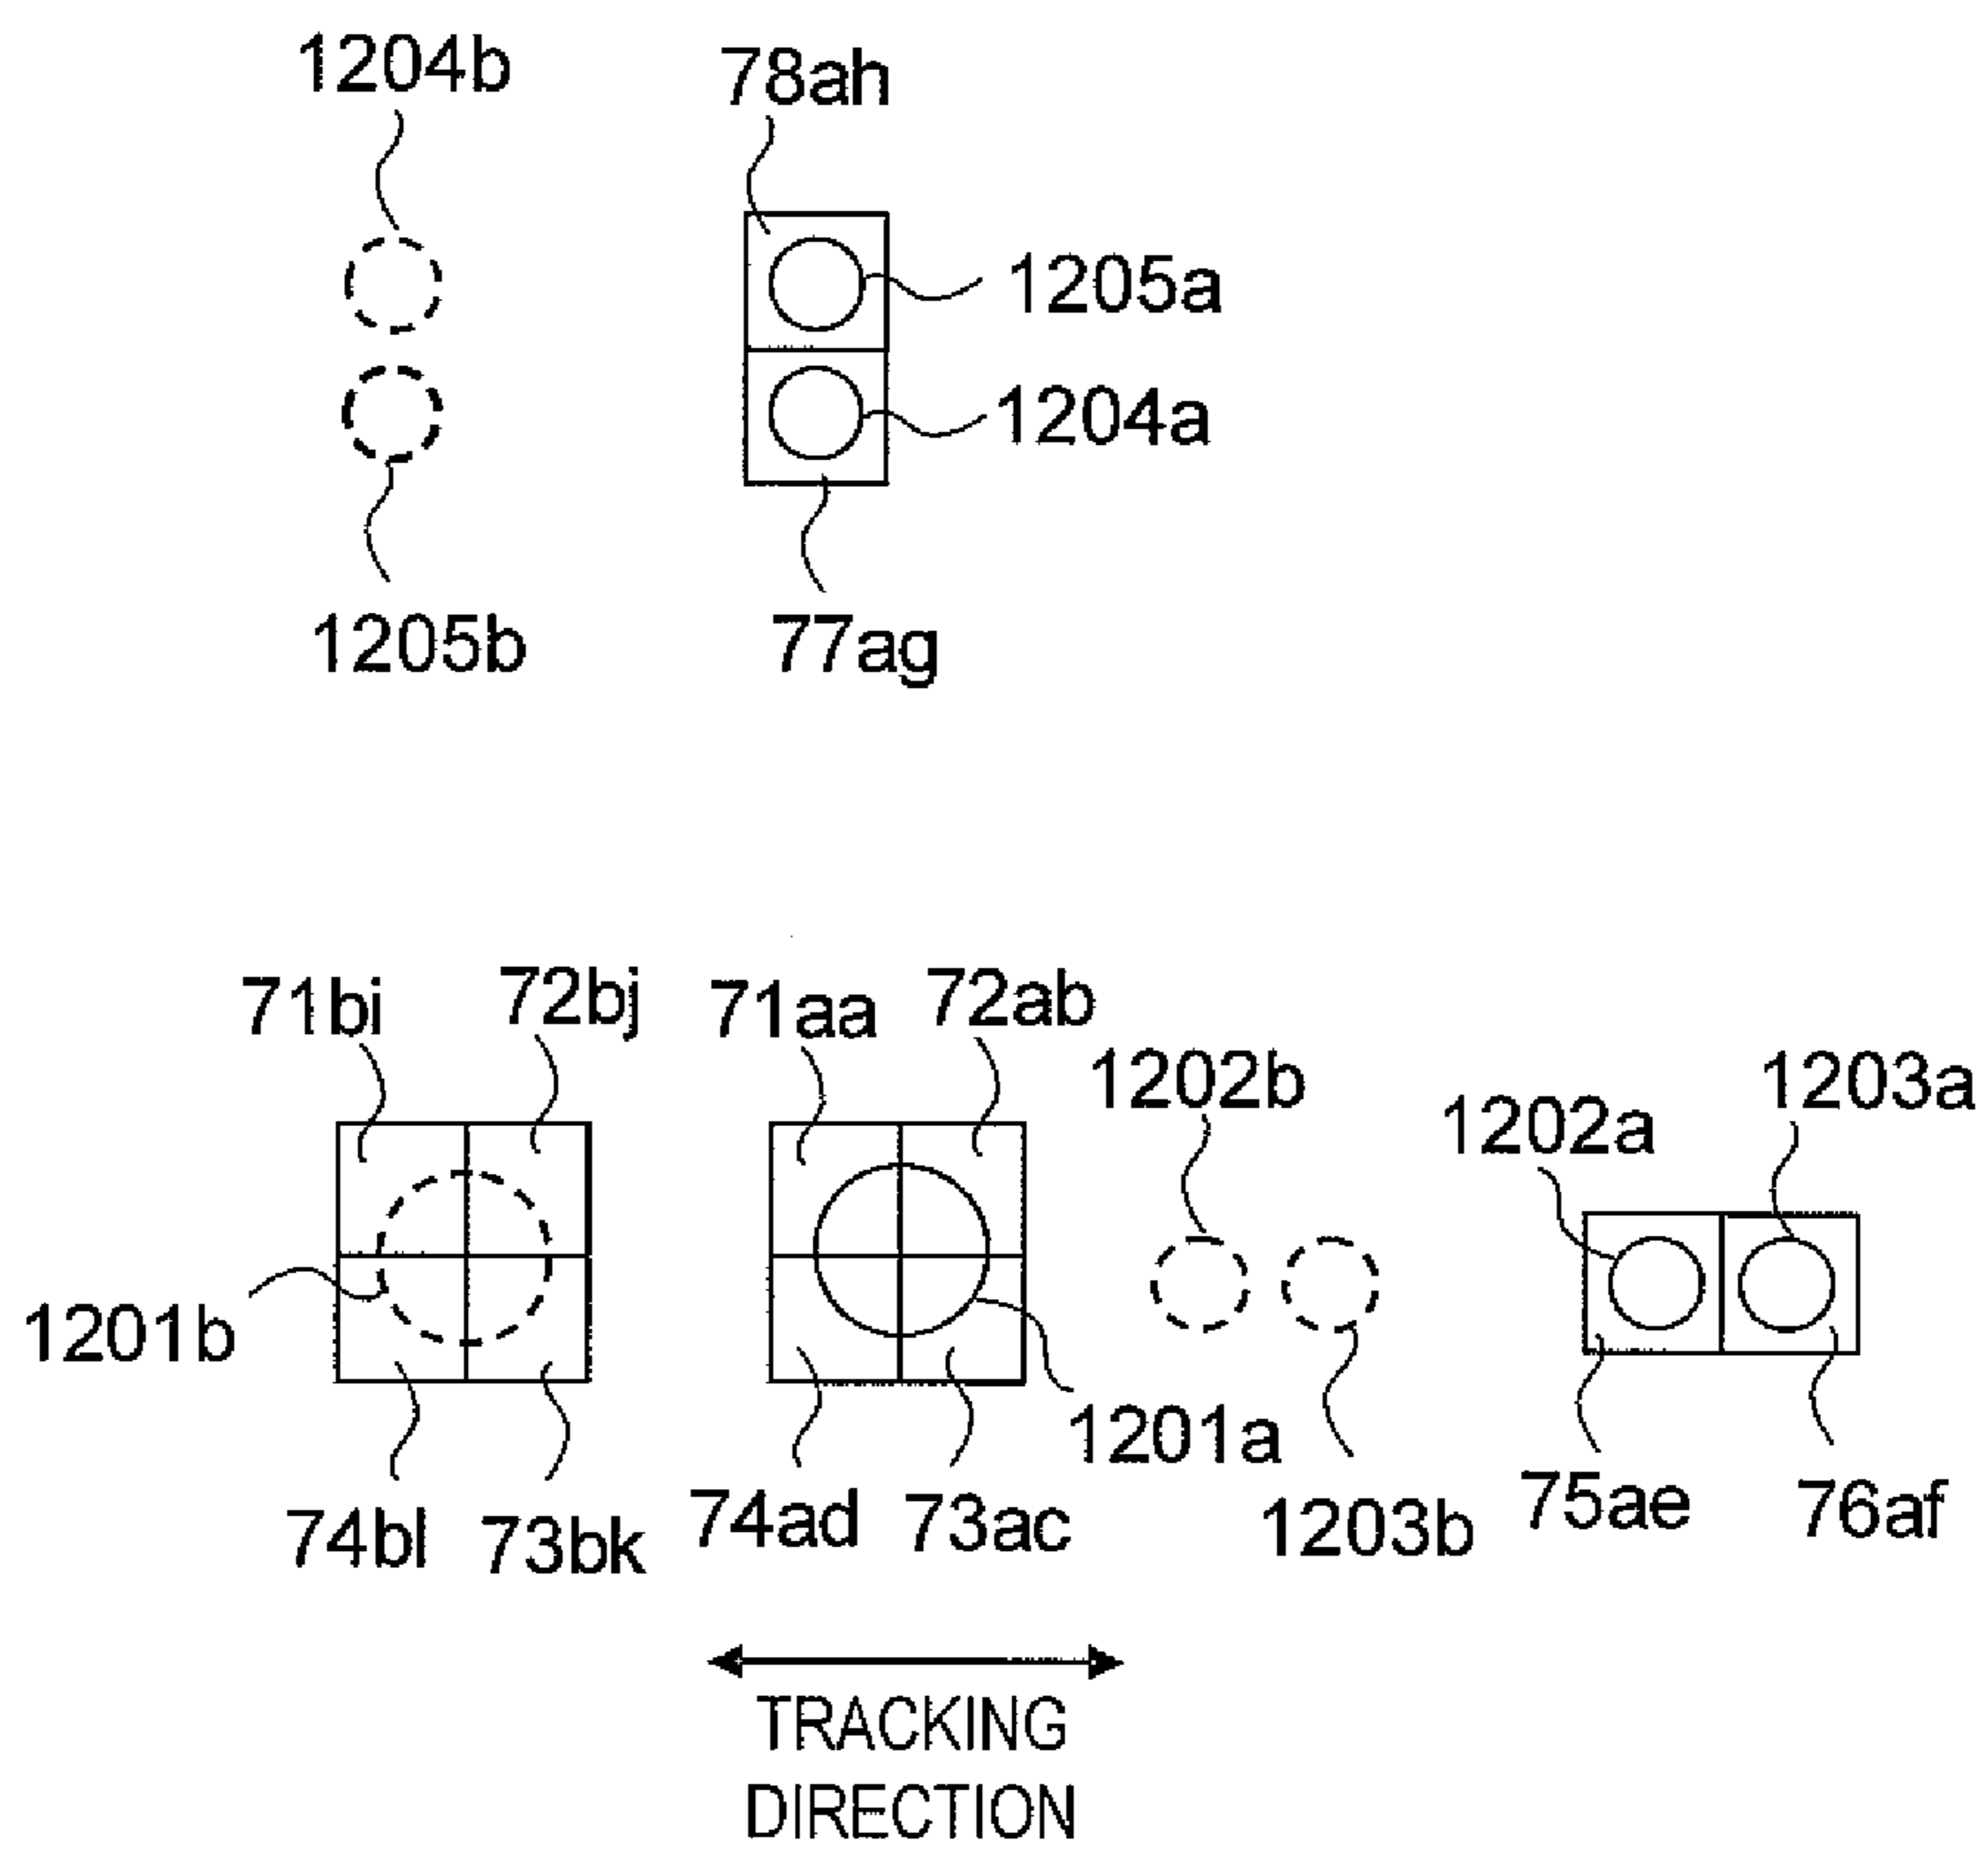 1204b
78ah
1205a
1204a
1205b
77ag
71bi
72bj
71aa
72ab
1202b
1203a
1202a
1201b
1201a
74bl
73bk
74ad
73ac
1203b
75ae
76af
TRACKING
DIRECTION